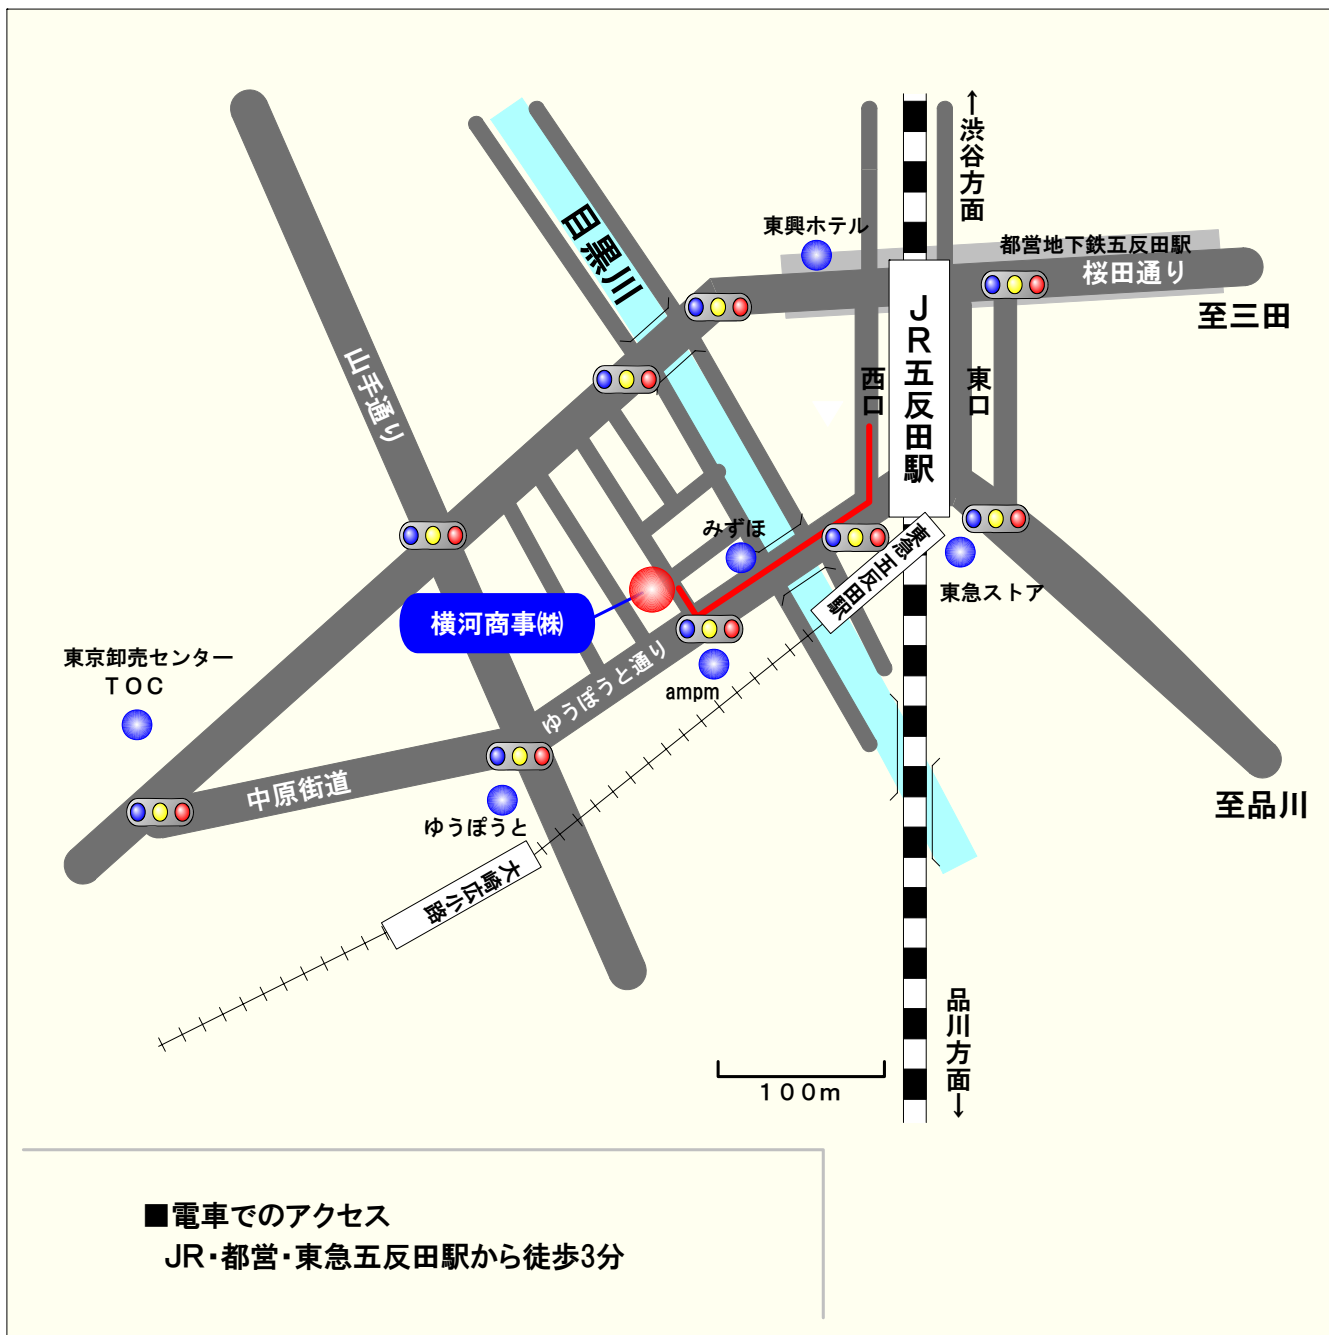 ↑渋谷方面
東興ホテル
都営地下鉄五反田駅
桜田通り
至三田
目黒川
JR五反田駅
西口
東口
山手通り
みずほ
東急五反田駅
東急ストア
横河商事㈱
東京卸売センター
TOC
ゆうぽうと通り
ampm
中原街道
ゆうぽうと
至品川
大崎広小路
品川方面↓
100m
■電車でのアクセス
JR・都営・東急五反田駅から徒歩3分